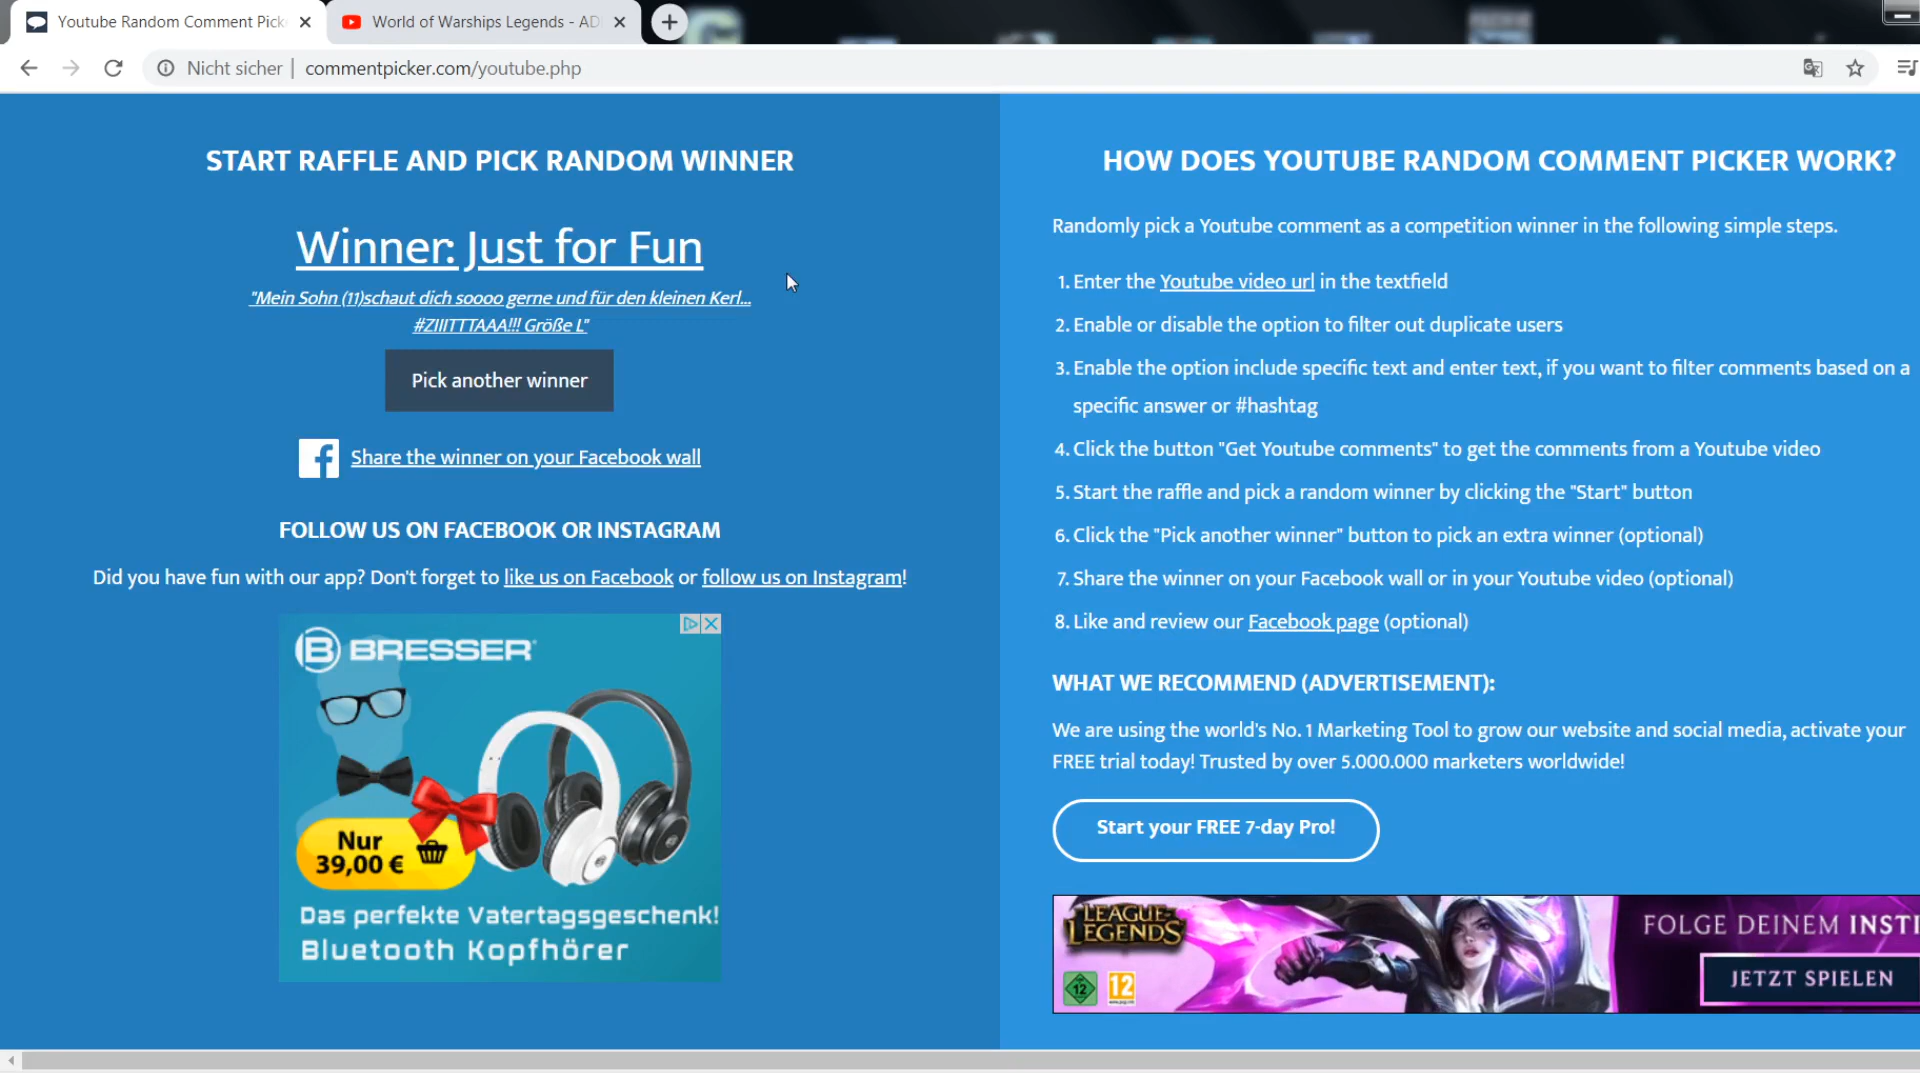 Youtube Random Comment Pick
World of Warships Legends - AD
Nicht sicher
commentpicker.com/youtube.php
START RAFFLE AND PICK RANDOM WINNER
Winner: Just for Fun
"Mein Sohn (11)schaut dich soooo gerne und für den kleinen Kerl...
#ZIIITTTAAA!!! Größe L"
Pick another winner
Share the winner on your Facebook wall
FOLLOW US ON FACEBOOK OR INSTAGRAM
Did you have fun with our app? Don't forget to like us on Facebook or follow us on Instagram!
B BRESSER
Nur
39,00 €
Das perfekte Vatertagsgeschenk!
Bluetooth Kopfhörer
HOW DOES YOUTUBE RANDOM COMMENT PICKER WORK?
Randomly pick a Youtube comment as a competition winner in the following simple steps.
1. Enter the Youtube video url in the textfield
2. Enable or disable the option to filter out duplicate users
3. Enable the option include specific text and enter text, if you want to filter comments based on a
specific answer or #hashtag
4. Click the button "Get Youtube comments" to get the comments from a Youtube video
5. Start the raffle and pick a random winner by clicking the "Start" button
6. Click the "Pick another winner" button to pick an extra winner (optional)
7. Share the winner on your Facebook wall or in your Youtube video (optional)
8. Like and review our Facebook page (optional)
WHAT WE RECOMMEND (ADVERTISEMENT):
We are using the world's No. 1 Marketing Tool to grow our website and social media, activate your
FREE trial today! Trusted by over 5.000.000 marketers worldwide!
Start your FREE 7-day Pro!
LEAGUE OF
LEGENDS
12
12
FOLGE DEINEM INSTI
JETZT SPIELEN